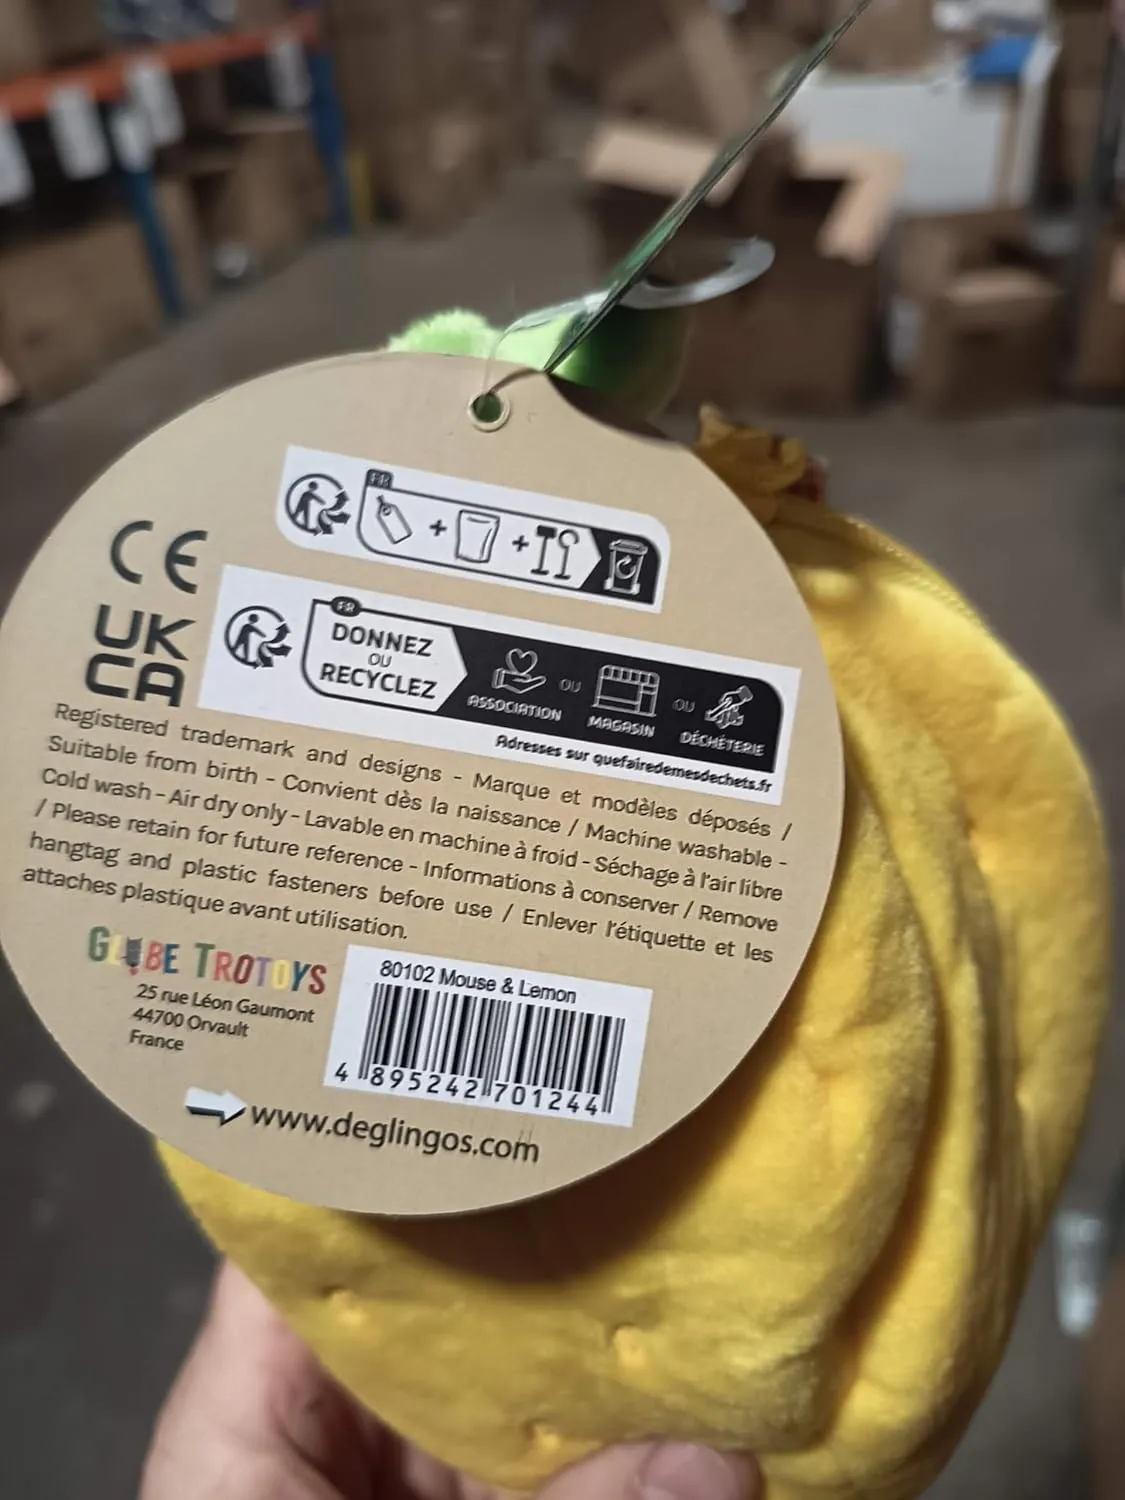 FR
CE
UK
CA
FR
DONNEZ
OU
RECYCLEZ
ASSOCIATION
OU
MAGASIN
OU
DÉCHÈTERIE
Adresses sur quefairedemesdechets.fr
Registered trademark and designs - Marque et modèles déposés /
Suitable from birth - Convient dès la naissance / Machine washable -
Cold wash - Air dry only - Lavable en machine à froid - Séchage à l'air libre
/ Please retain for future reference - Informations à conserver / Remove
hangtag and plastic fasteners before use / Enlever l'étiquette et les
attaches plastique avant utilisation.
GLOBE TROTOYS
25 rue Léon Gaumont
44700 Orvault
France
80102 Mouse & Lemon
4 895242 701244
www.deglingos.com